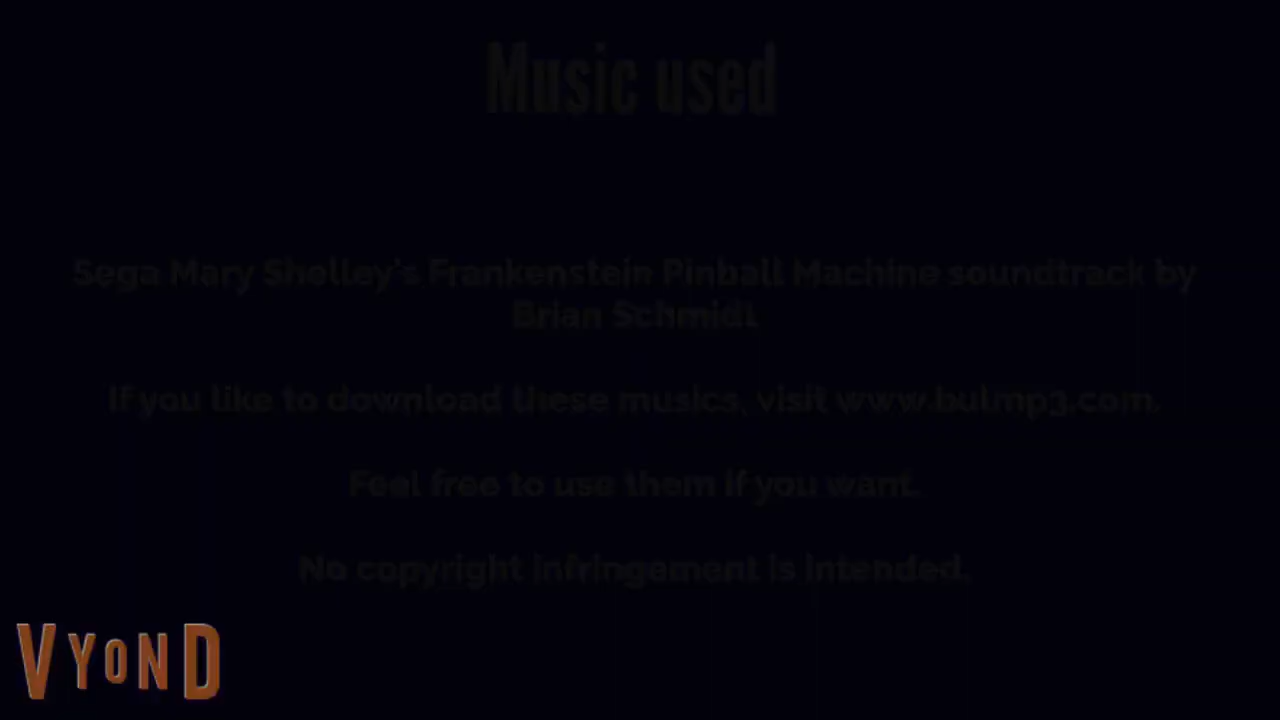 Music used
Sega Mary Shelley's Frankenstein Pinball Machine soundtrack by
Brian Schmidt
If you like to download these musics, visit www.bulmp3.com.
Feel free to use them if you want.
No copyright infringement is intended.
VYOND